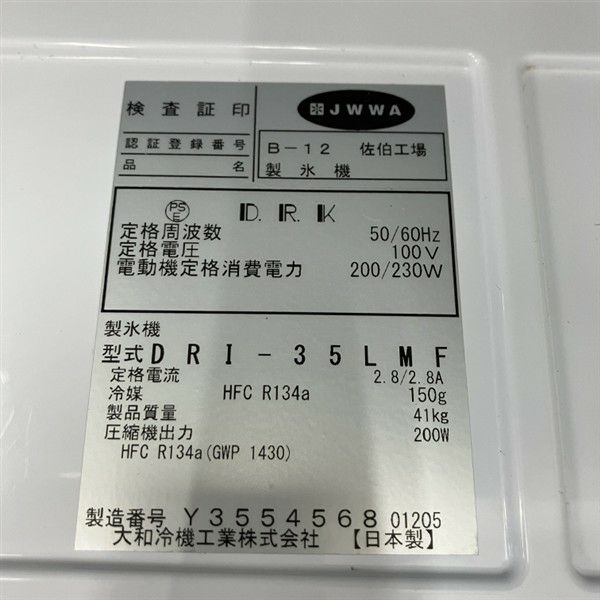 検査証印 JWWA
認証登録番号 B-12 佐伯工場
品名 製氷機
PSE D.R.K
定格周波数 50/60Hz
定格電圧 100V
電動機定格消費電力 200/230W
製氷機
型式 DRI-35LMF
定格電流 2.8/2.8A
冷媒 HFC R134a 150g
製品質量 41kg
圧縮機出力 200W
HFC R134a(GWP 1430)
製造番号 Y3554568 01205
大和冷機工業株式会社 【日本製】